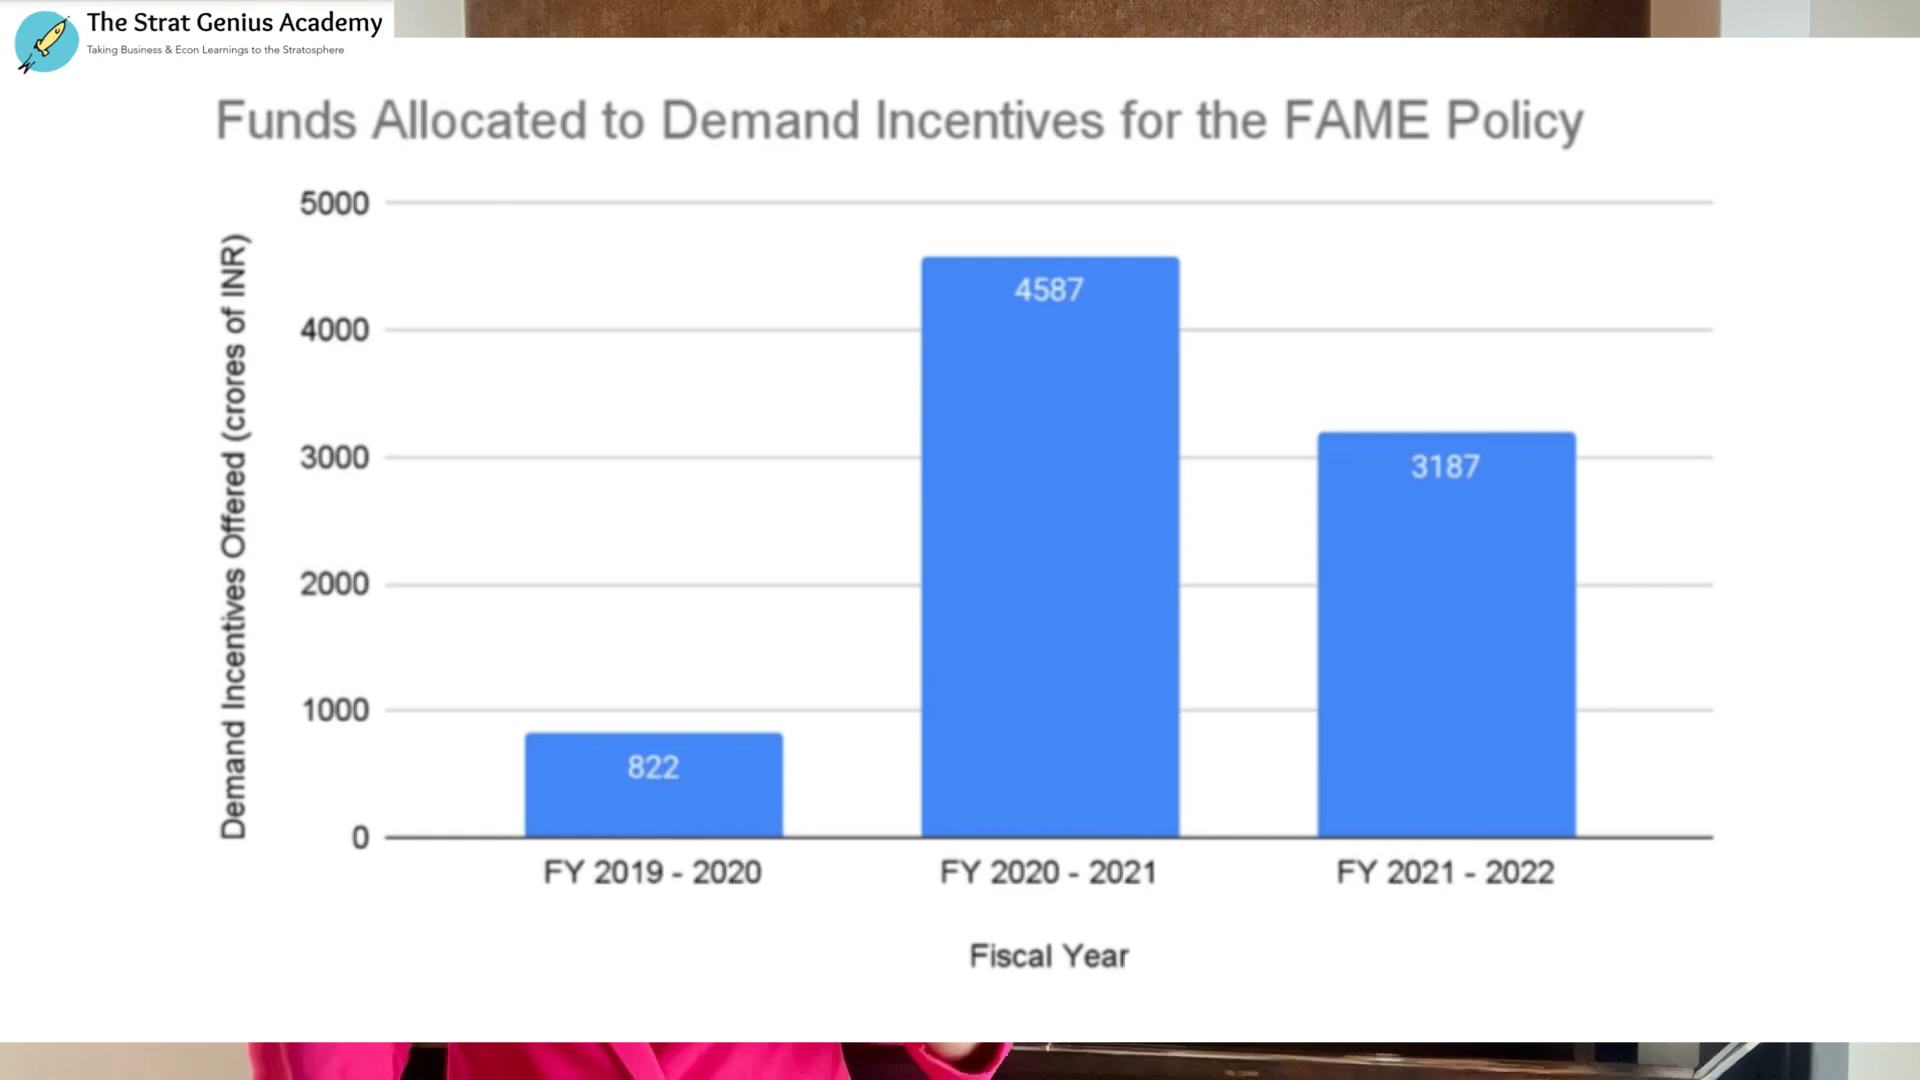 The Strat Genius Academy
Taking Business & Econ Learnings to the Stratosphere
Funds Allocated to Demand Incentives for the FAME Policy
Demand Incentives Offered (crores of INR)
5000
4000
3000
2000
1000
0
822
4587
3187
FY 2019 - 2020
FY 2020 - 2021
FY 2021 - 2022
Fiscal Year